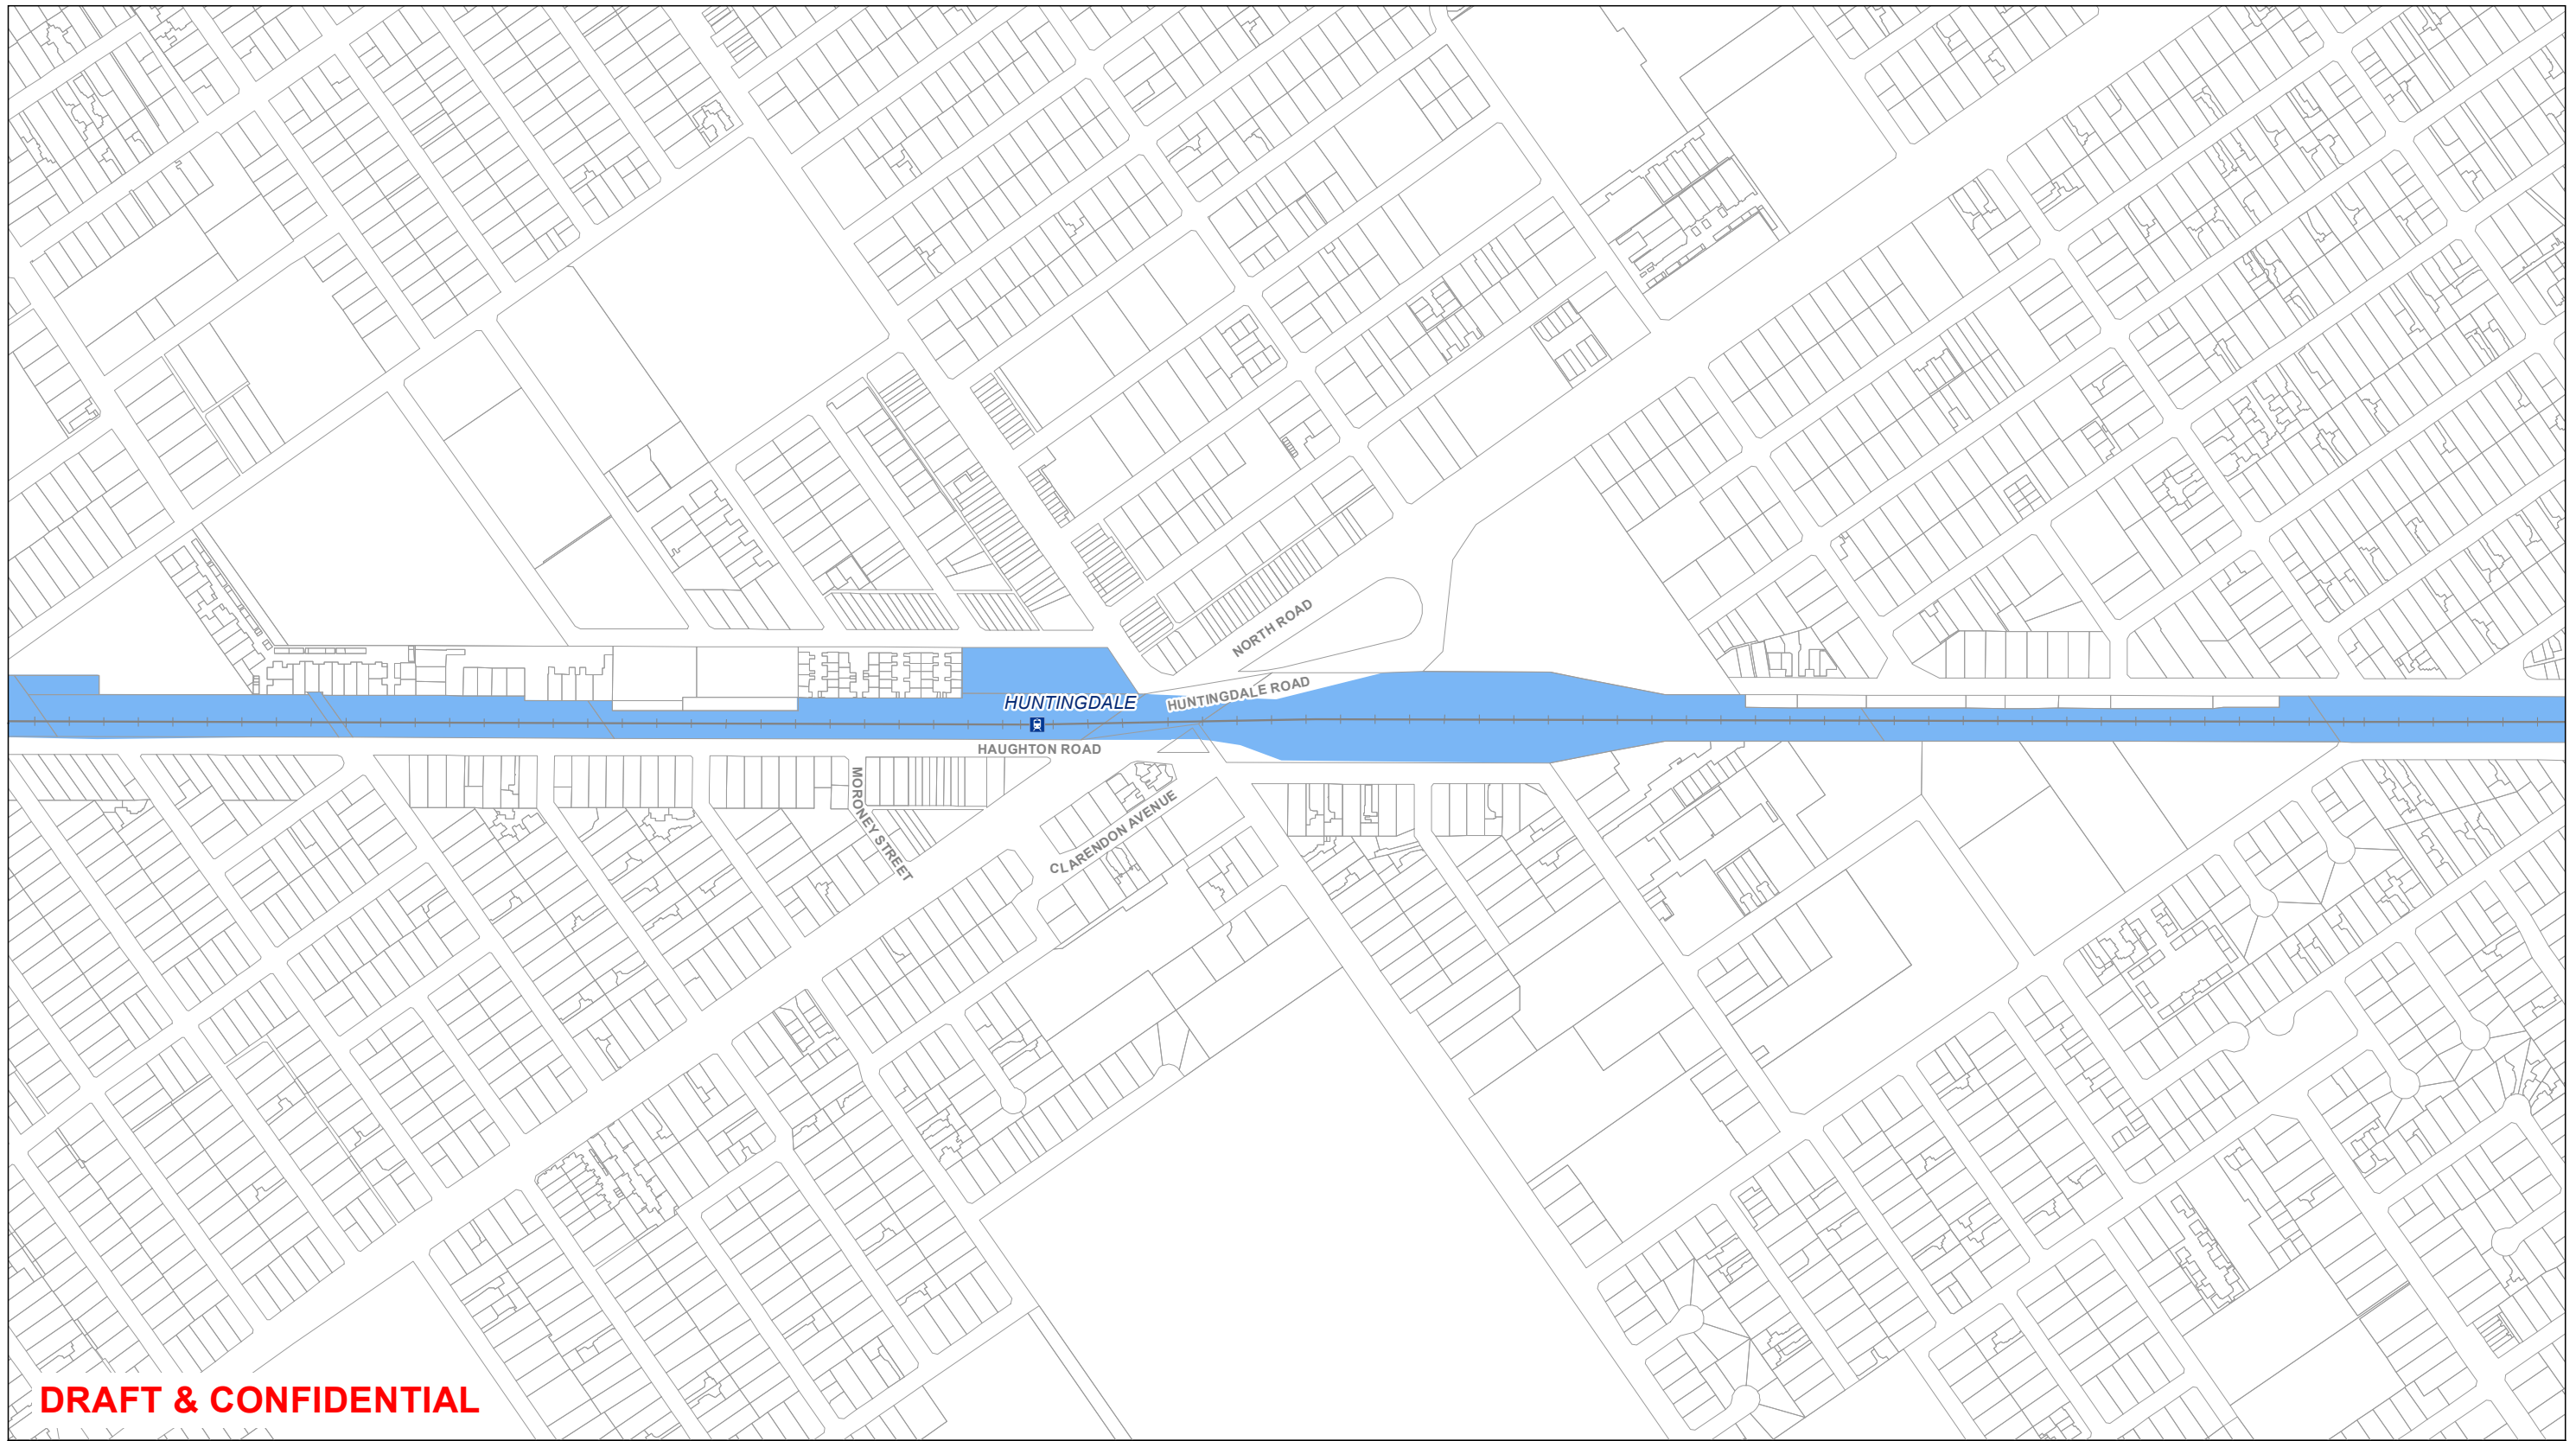 NORTH ROAD
HUNTINGDALE ROAD
HUNTINGDALE
HAUGHTON ROAD
MORONEY STREET
CLARENDON AVENUE
DRAFT & CONFIDENTIAL